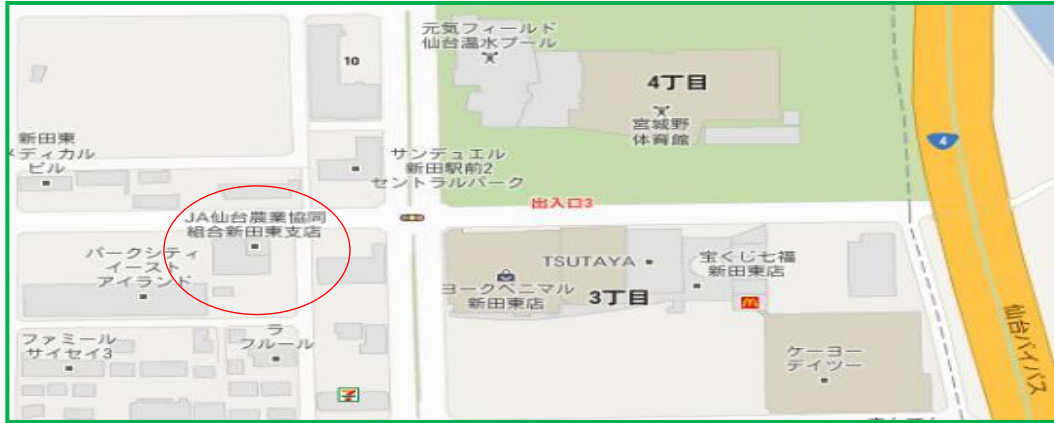 元気フィールド
仙台温水プール
10
4丁目
宮城野
体育館
4
新田東
メディカル
ビル
サンデュエル
新田駅前2
セントラルパーク
出入口3
JA仙台農業協同
組合新田東支店
パークシティ
イースト
アイランド
TSUTAYA
宝くじ七福
新田東店
ヨークベニマル
新田東店
3丁目
仙台バイパス
ファミール
サイセイ3
ラ
フルール
ケーヨー
デイツー